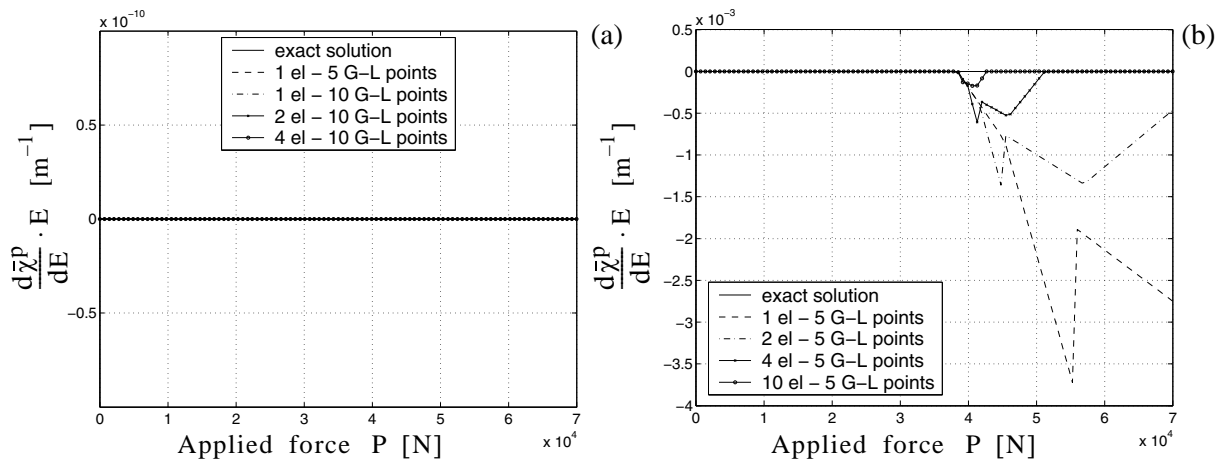 x 10⁻¹⁰
(a)
exact solution
1 el − 5 G−L points
1 el − 10 G−L points
2 el − 10 G−L points
4 el − 10 G−L points
0.5
0
−0.5
dχ̄ᵖ/dE · E [m⁻¹]
0 1 2 3 4 5 6 7
x 10⁴
Applied force P [N]
x 10⁻³
(b)
0.5
0
−0.5
−1
−1.5
−2
−2.5
−3
−3.5
−4
dχ̄ᵖ/dE · E [m⁻¹]
exact solution
1 el − 5 G−L points
2 el − 5 G−L points
4 el − 5 G−L points
10 el − 5 G−L points
0 1 2 3 4 5 6 7
x 10⁴
Applied force P [N]